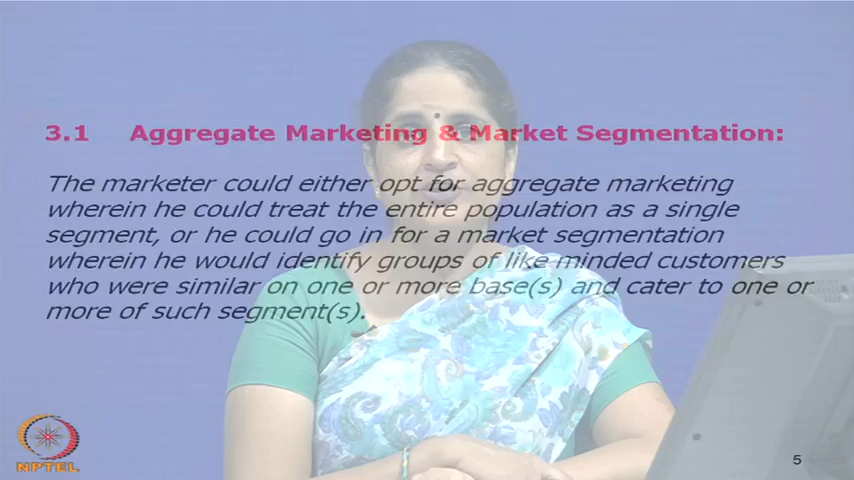 3.1 Aggregate Marketing & Market Segmentation:
The marketer could either opt for aggregate marketing
wherein he could treat the entire population as a single
segment, or he could go in for a market segmentation
wherein he would identify groups of like minded customers
who were similar on one or more base(s) and cater to one or
more of such segment(s).
NPTEL
5